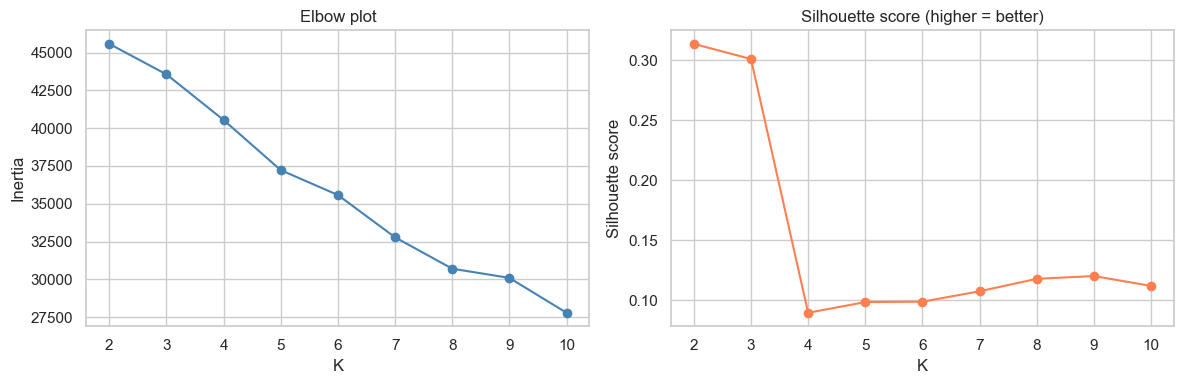 Elbow plot
45000
42500
40000
37500
35000
32500
30000
27500
Inertia
2 3 4 5 6 7 8 9 10
K
Silhouette score (higher = better)
0.30
0.25
0.20
0.15
0.10
Silhouette score
2 3 4 5 6 7 8 9 10
K